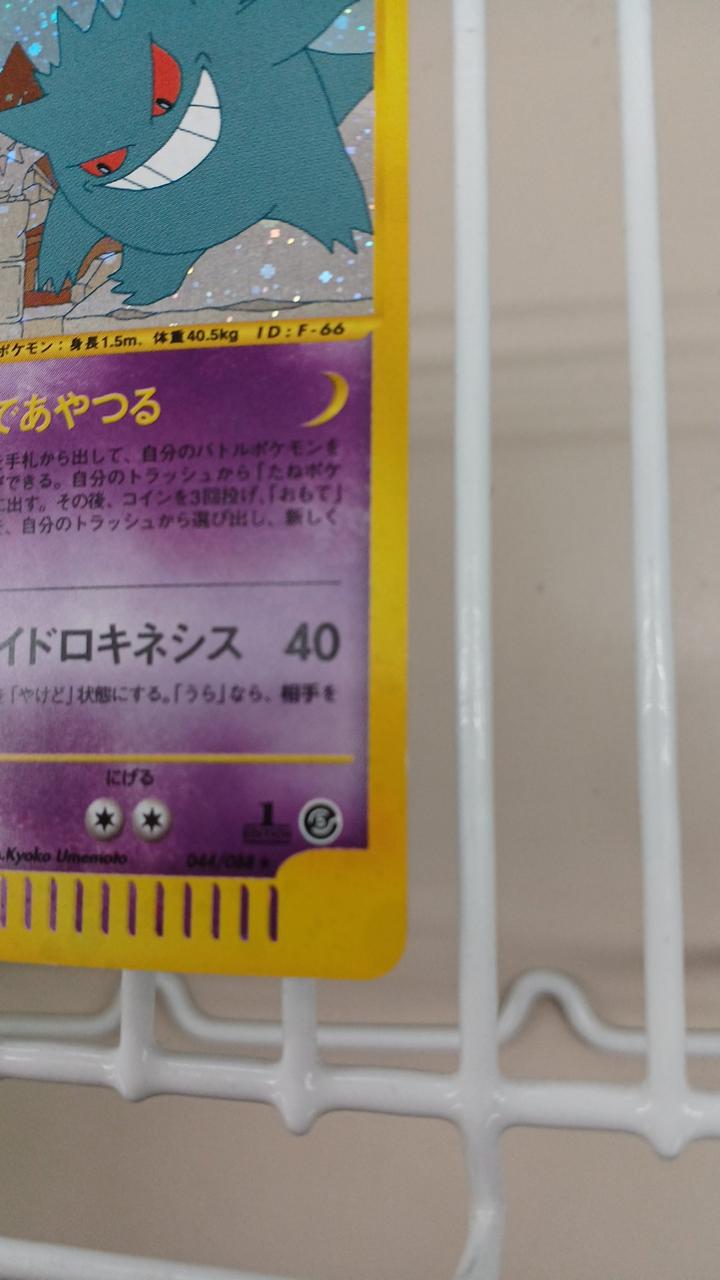 ポケモン：身長1.5m、体重40.5kg ID：F-66
であやつる
手札から出して、自分のバトルポケモンを
できる。自分のトラッシュから「たねポケ
に出す。その後、コインを3回投げ、「おもて」
、自分のトラッシュから選び出し、新しく
イドロキネシス 40
を「やけど」状態にする。「うら」なら、相手を
にげる
1
EDITION
.Kyoko Umemoto 044/088 ★